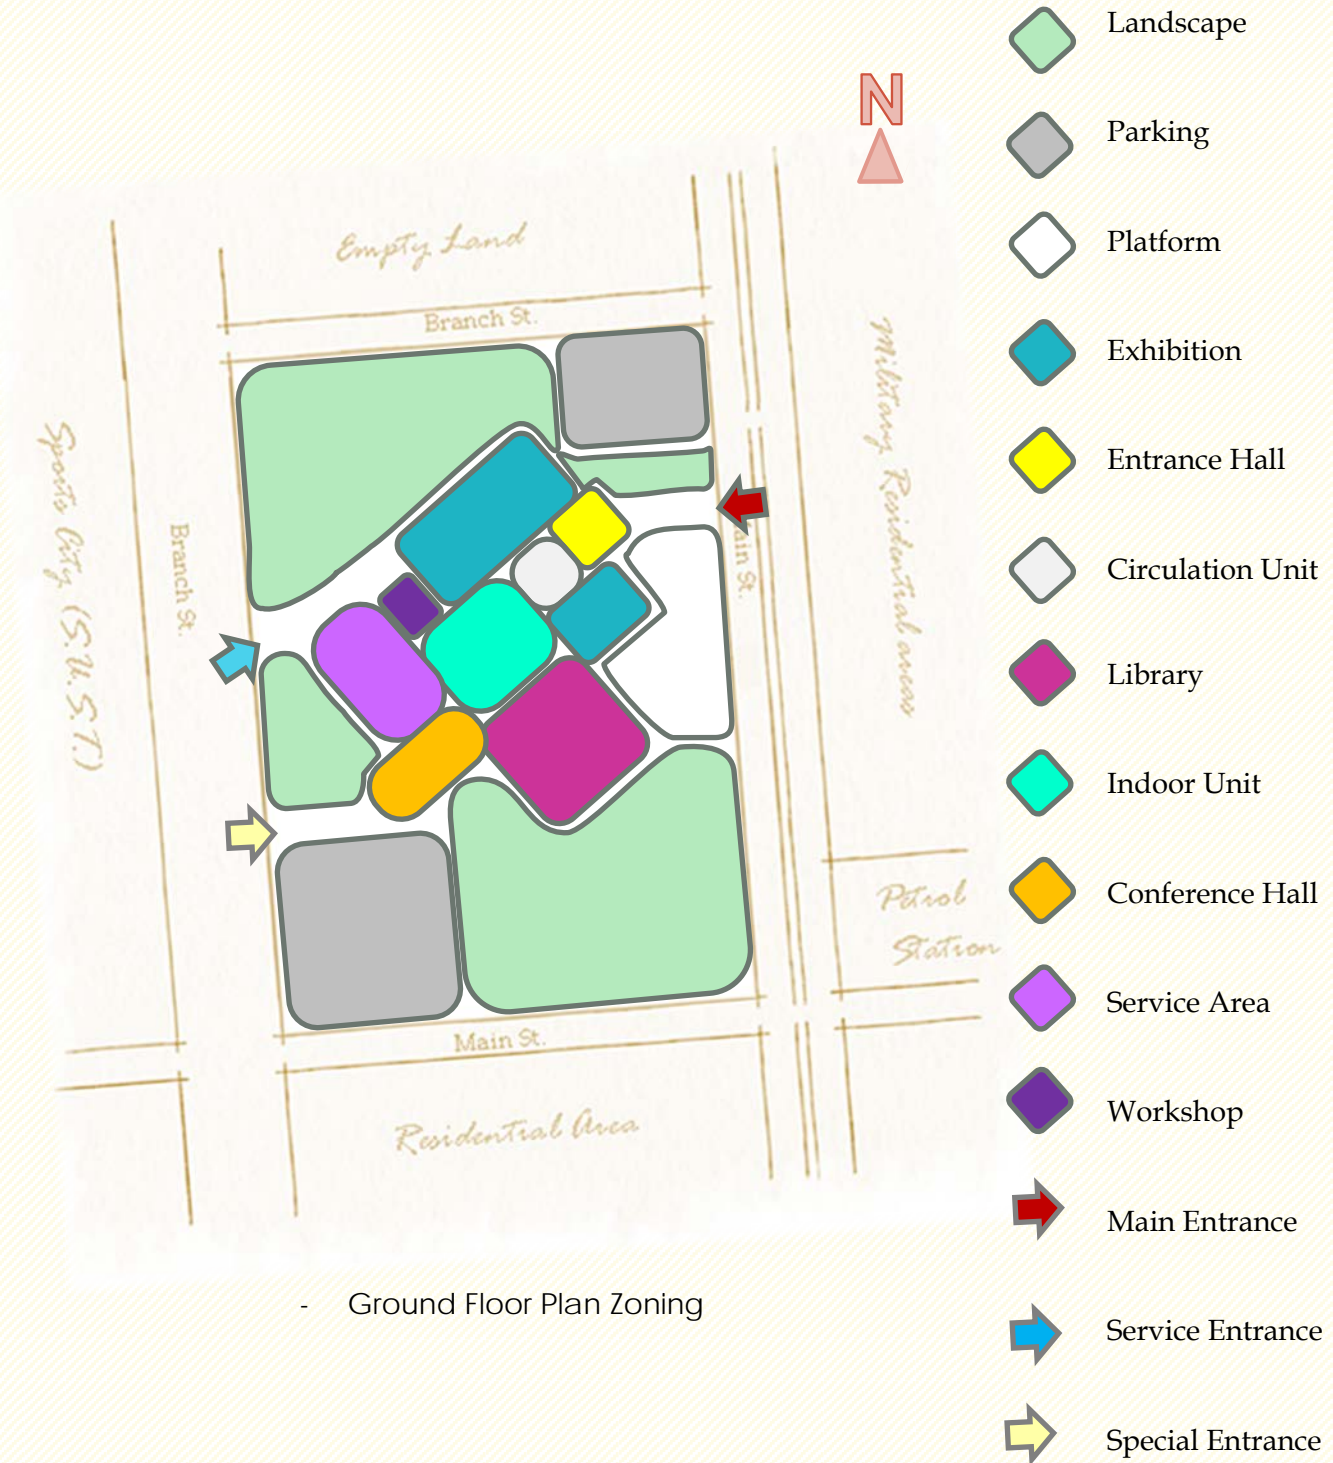 Landscape
N
Parking
Platform
Empty Land
Branch St.
Exhibition
Military Residential areas
Entrance Hall
Sports City (S.U.S.T.)
Branch St.
ain St.
Circulation Unit
Library
Indoor Unit
Conference Hall
Petrol
Station
Service Area
Main St.
Residential Area
Workshop
Main Entrance
- Ground Floor Plan Zoning
Service Entrance
Special Entrance